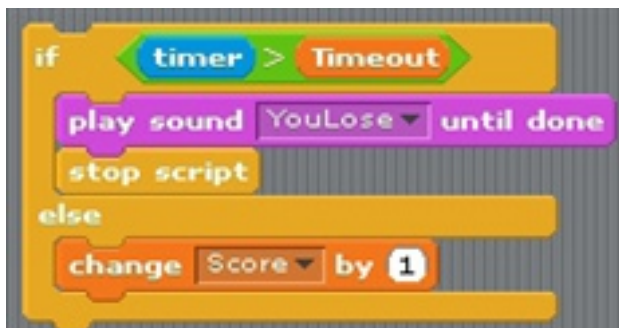 if timer > Timeout
play sound YouLose until done
stop script
else
change Score by 1